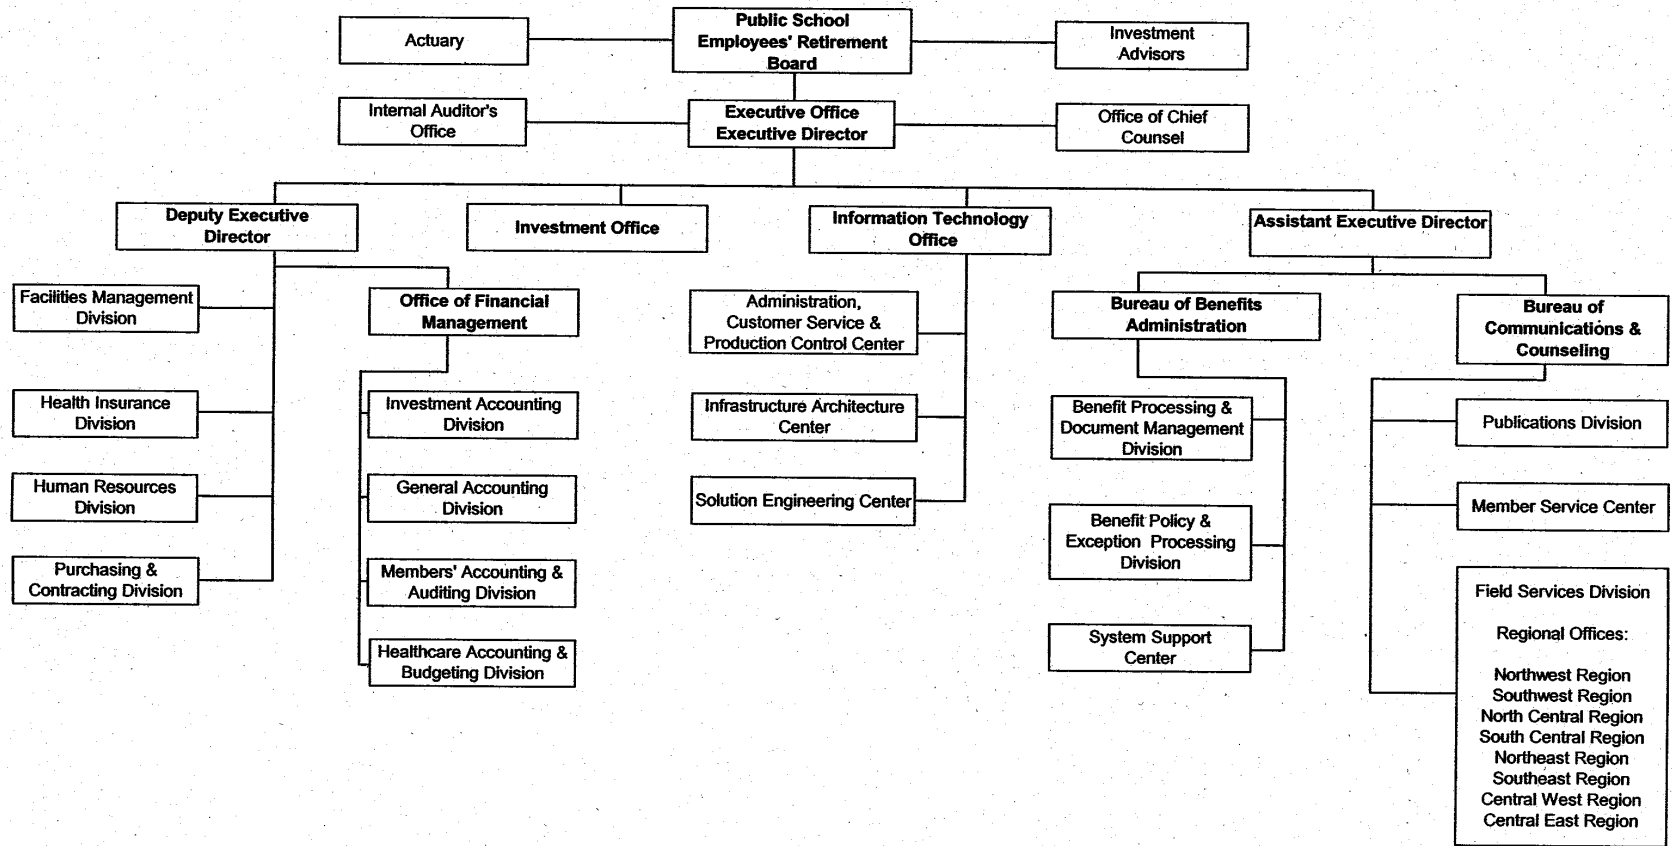 Actuary
Public School
Employees' Retirement
Board
Investment
Advisors
Internal Auditor's
Office
Executive Office
Executive Director
Office of Chief
Counsel
Deputy Executive
Director
Investment Office
Information Technology
Office
Assistant Executive Director
Facilities Management
Division
Office of Financial
Management
Administration,
Customer Service &
Production Control Center
Bureau of Benefits
Administration
Bureau of
Communications &
Counseling
Health Insurance
Division
Investment Accounting
Division
Infrastructure Architecture
Center
Benefit Processing &
Document Management
Division
Publications Division
Human Resources
Division
General Accounting
Division
Solution Engineering Center
Benefit Policy &
Exception Processing
Division
Member Service Center
Purchasing &
Contracting Division
Members' Accounting &
Auditing Division
Healthcare Accounting &
Budgeting Division
System Support
Center
Field Services Division
Regional Offices:
Northwest Region
Southwest Region
North Central Region
South Central Region
Northeast Region
Southeast Region
Central West Region
Central East Region